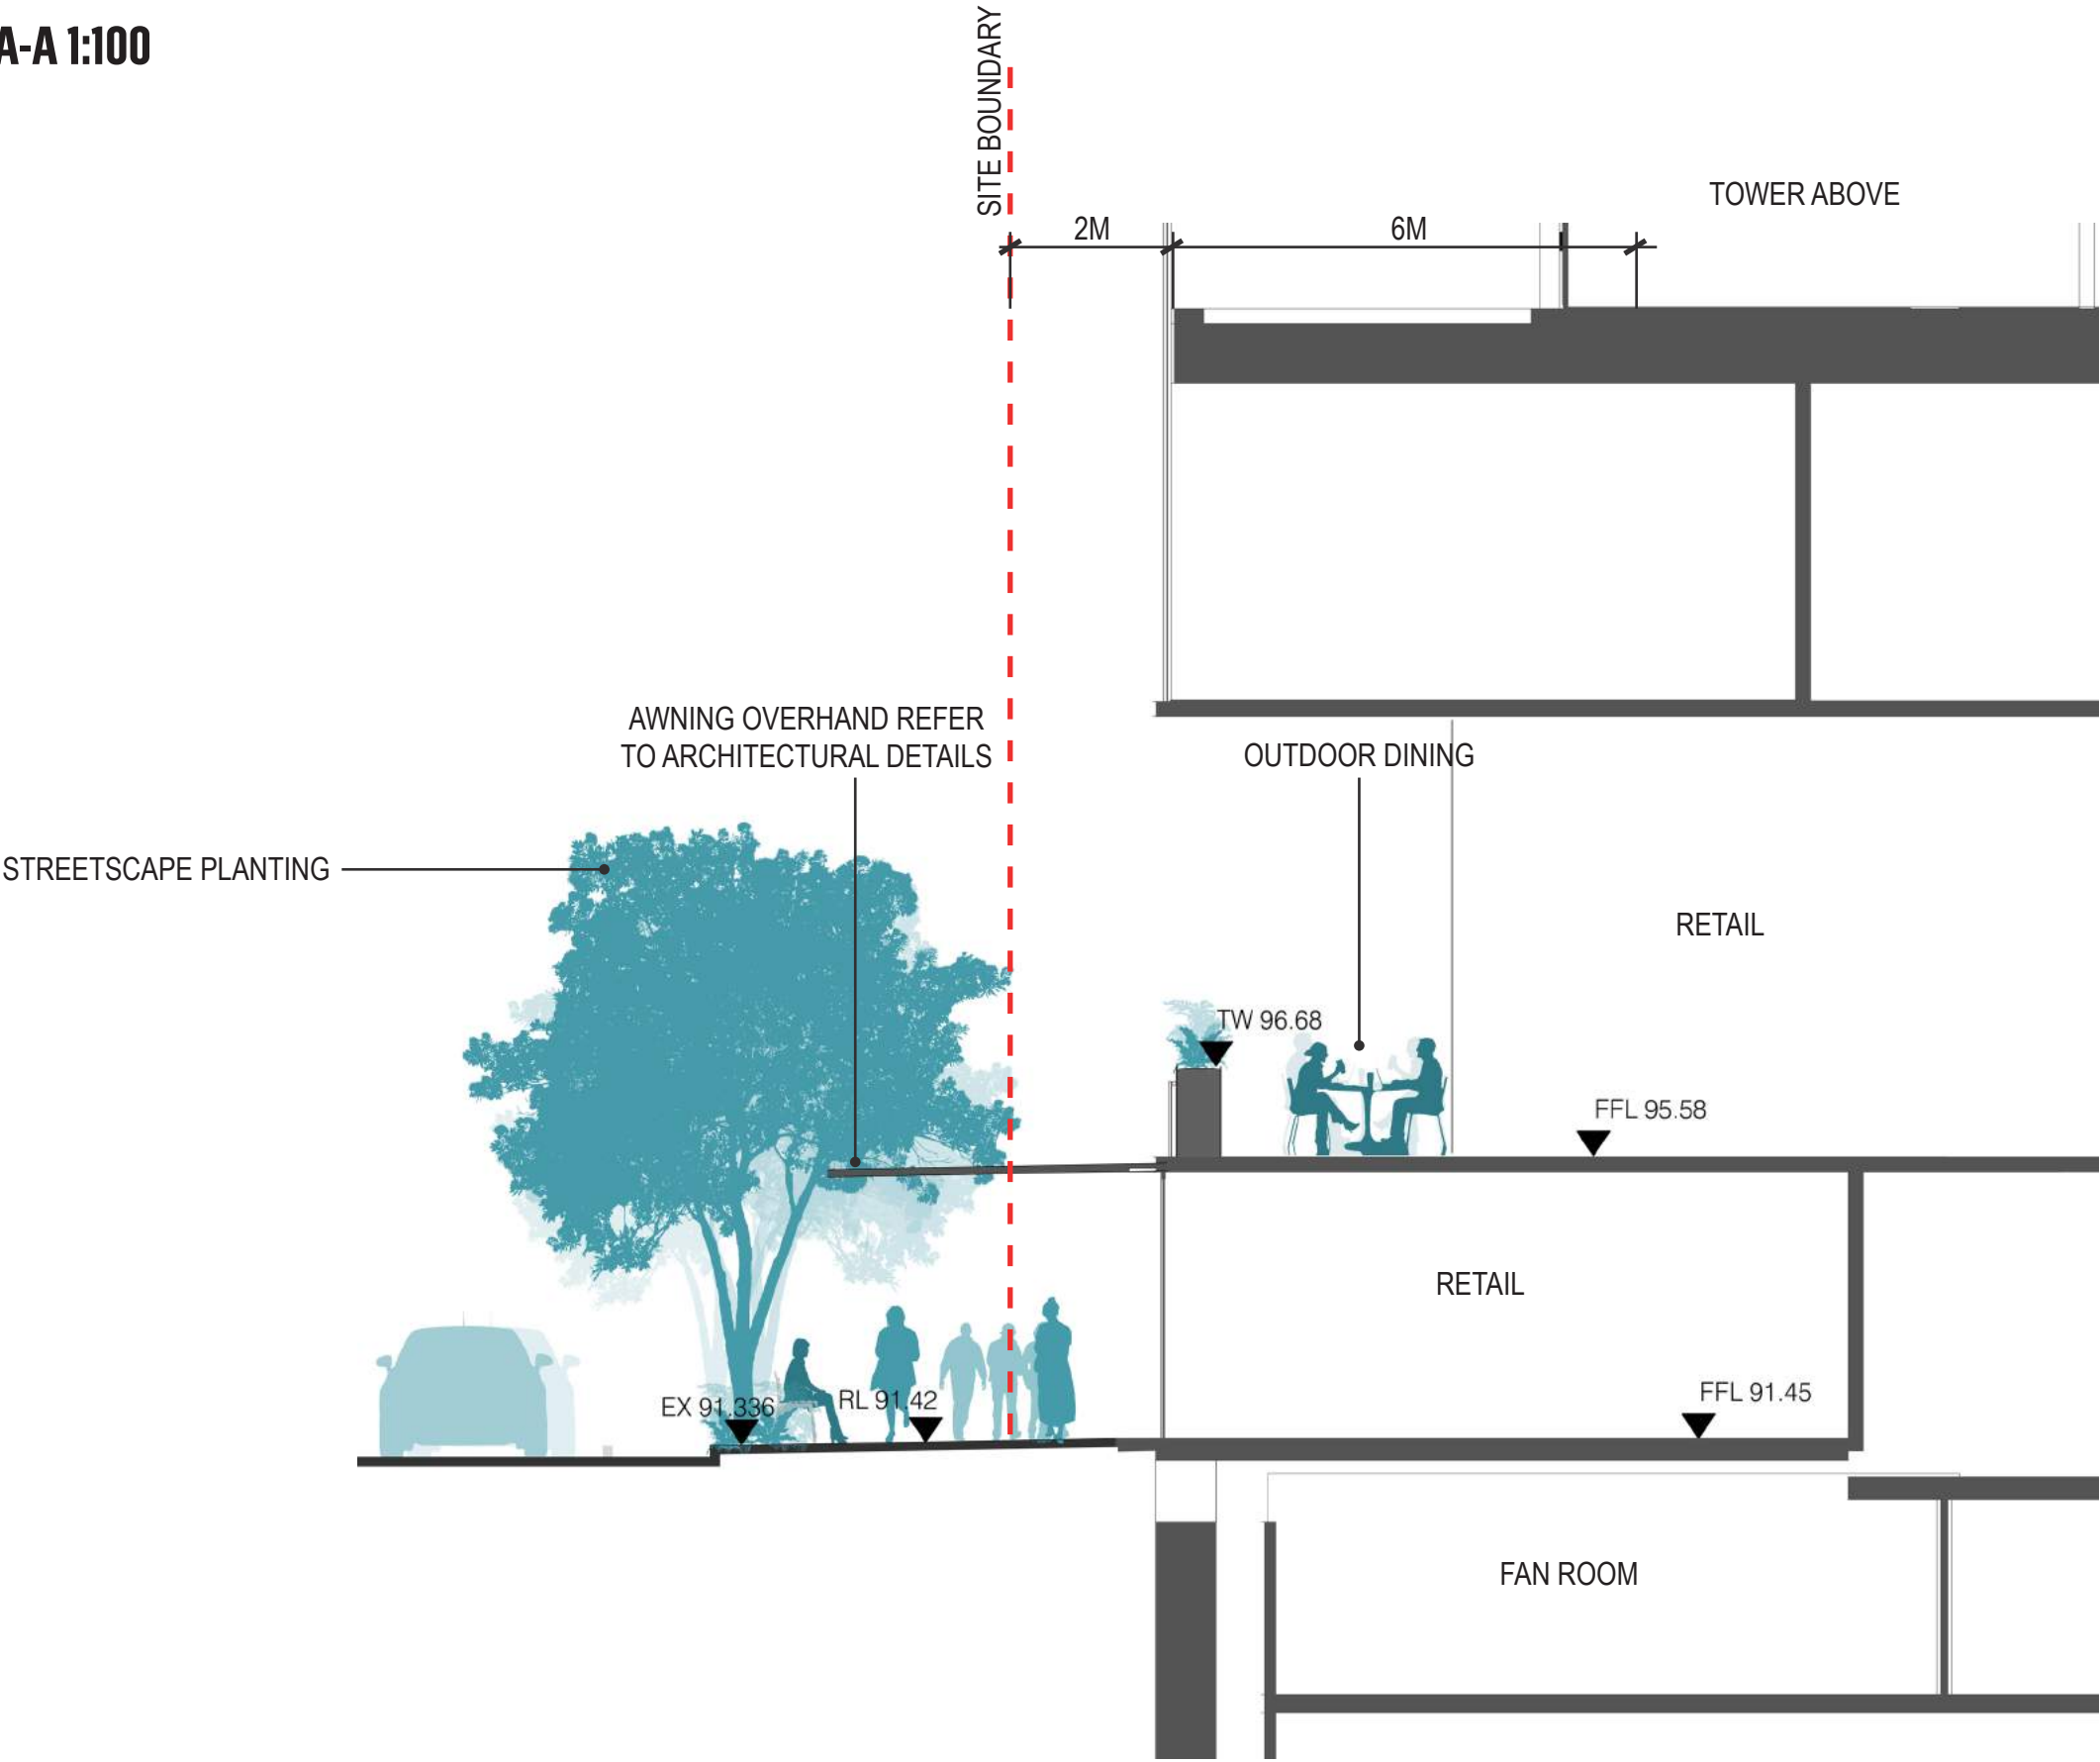 A-A 1:100
SITE BOUNDARY
TOWER ABOVE
2M
6M
AWNING OVERHAND REFER
TO ARCHITECTURAL DETAILS
OUTDOOR DINING
STREETSCAPE PLANTING
RETAIL
TW 96.68
FFL 95.58
RETAIL
FFL 91.45
EX 91.336
RL 91.42
FAN ROOM